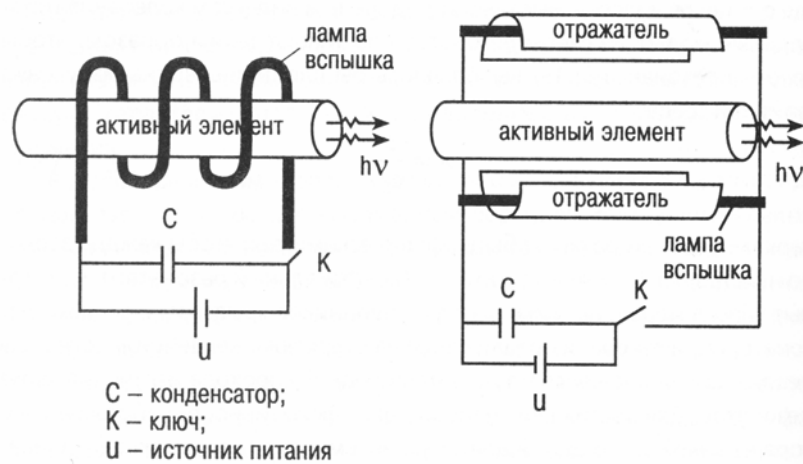 лампа
вспышка
активный элемент
hν
C
K
u
C – конденсатор;
K – ключ;
u – источник питания
отражатель
активный элемент
hν
отражатель
лампа
вспышка
C
K
u